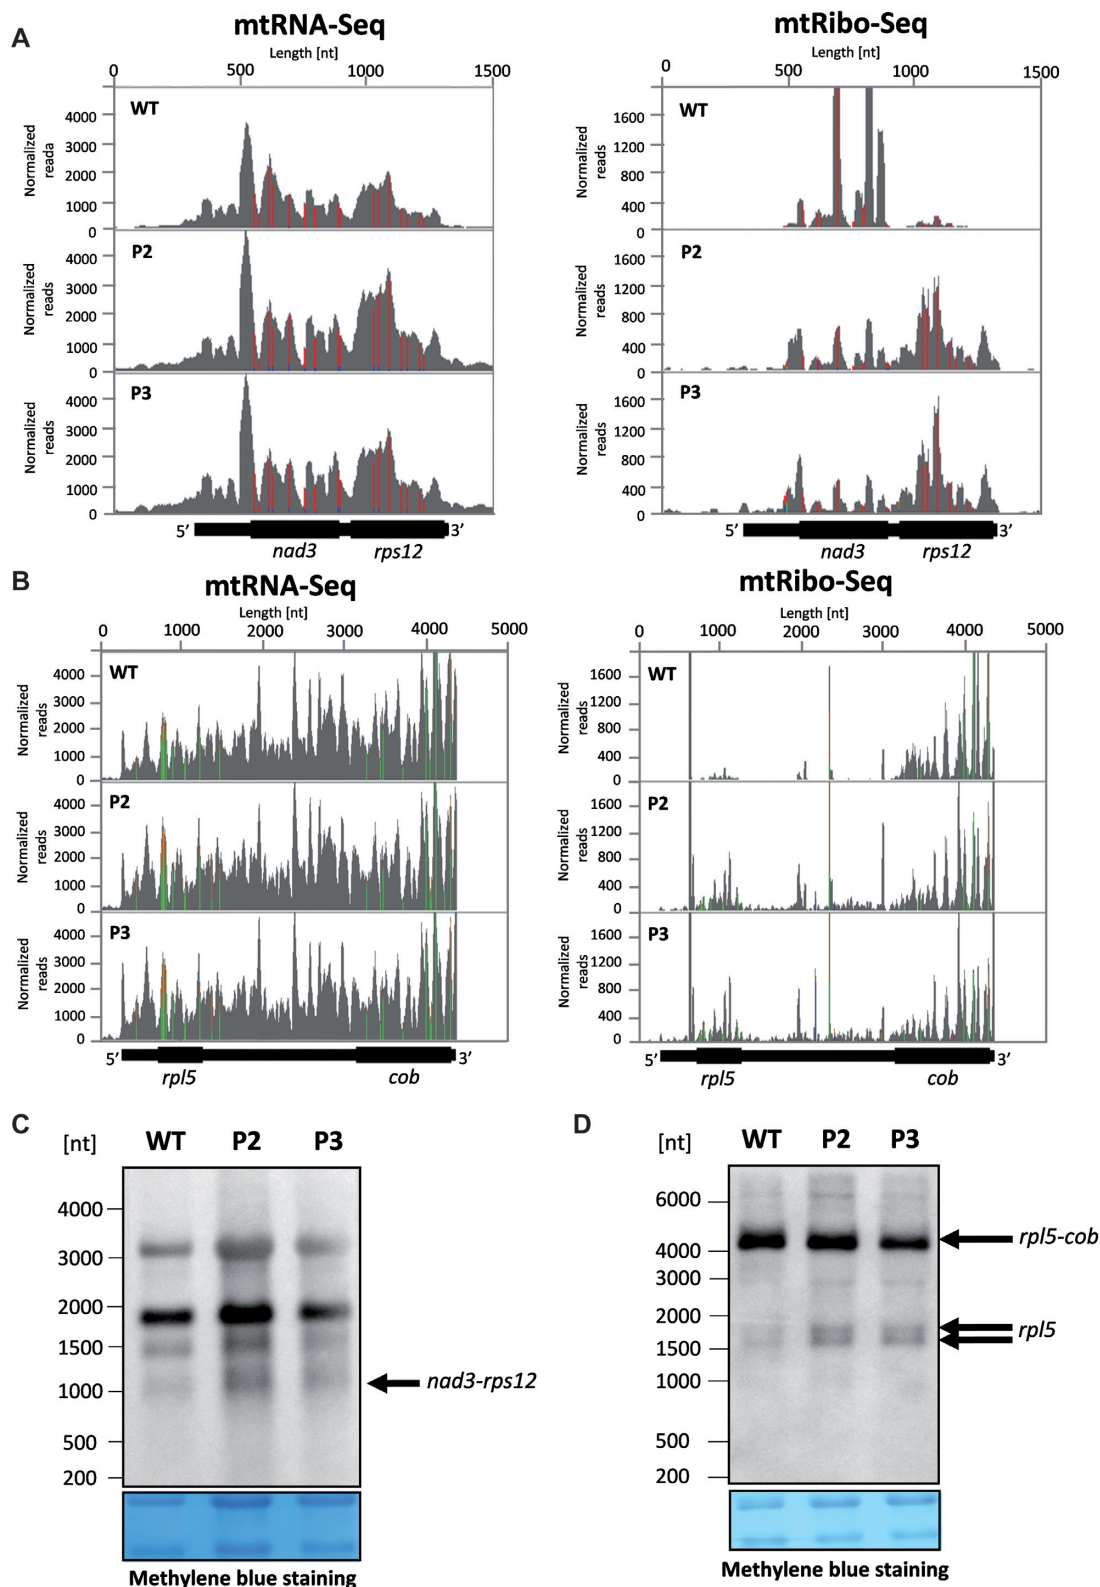 A
mtRNA-Seq
Length [nt]
0 500 1000 1500
WT
Normalized
reada
4000
3000
2000
1000
0
P2
Normalized
reads
4000
3000
2000
1000
0
P3
Normalized
reads
4000
3000
2000
1000
0
5’ 3’
nad3 rps12
mtRibo-Seq
Length [nt]
0 500 1000 1500
WT
Normalized
reads
1600
1200
800
400
0
P2
Normalized
reads
1600
1200
800
400
0
P3
Normalized
reads
1600
1200
800
400
0
5’ 3’
nad3 rps12
B
mtRNA-Seq
Length [nt]
0 1000 2000 3000 4000 5000
WT
Normalized
reads
4000
3000
2000
1000
0
P2
Normalized
reads
4000
3000
2000
1000
0
P3
Normalized
reads
4000
3000
2000
1000
0
5’ 3’
rpl5 cob
mtRibo-Seq
Length [nt]
0 1000 2000 3000 4000 5000
WT
Normalized
reads
1600
1200
800
400
0
P2
Normalized
reads
1600
1200
800
400
0
P3
Normalized
reads
1600
1200
800
400
0
5’ 3’
rpl5 cob
C
[nt] WT P2 P3
4000
3000
2000
1500
1000
500
200
nad3-rps12
Methylene blue staining
D
[nt] WT P2 P3
6000
4000
3000
2000
1500
1000
500
200
rpl5-cob
rpl5
Methylene blue staining